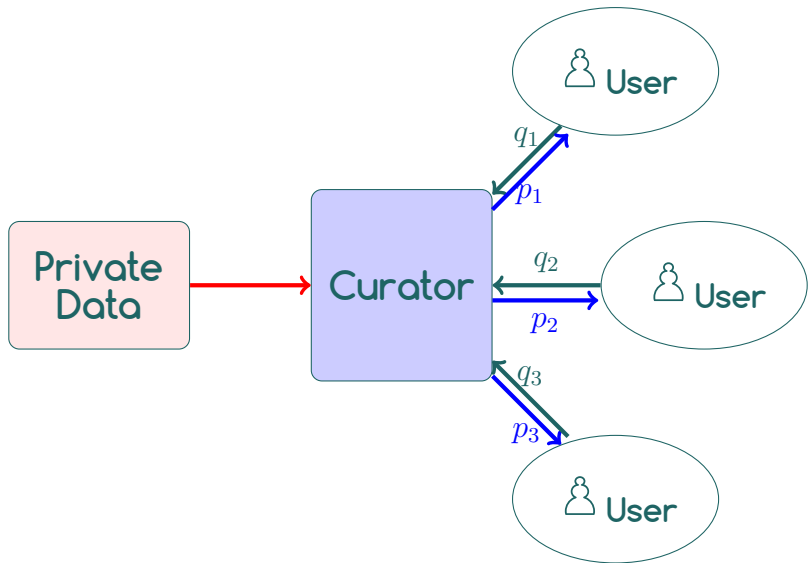 User
q₁
p₁
Private
Data
Curator
q₂
User
p₂
q₃
p₃
User